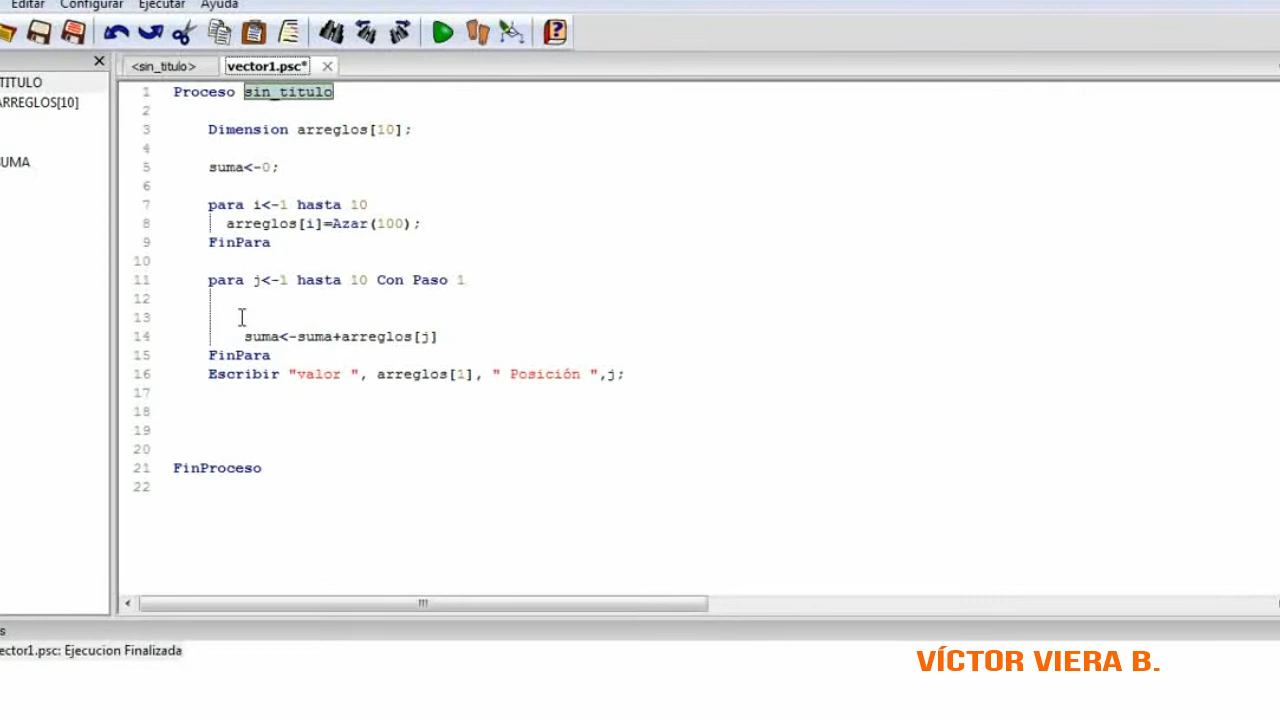 Editar Configurar Ejecutar Ayuda
<sin_titulo> vector1.psc*
TITULO
ARREGLOS[10]
SUMA
1 Proceso sin_titulo
2
3 Dimension arreglos[10];
4
5 suma<-0;
6
7 para i<-1 hasta 10
8 arreglos[i]=Azar(100);
9 FinPara
10
11 para j<-1 hasta 10 Con Paso 1
12
13
14 suma<-suma+arreglos[j]
15 FinPara
16 Escribir "valor ", arreglos[1], " Posición ",j;
17
18
19
20
21 FinProceso
22
s
ector1.psc: Ejecucion Finalizada
VÍCTOR VIERA B.